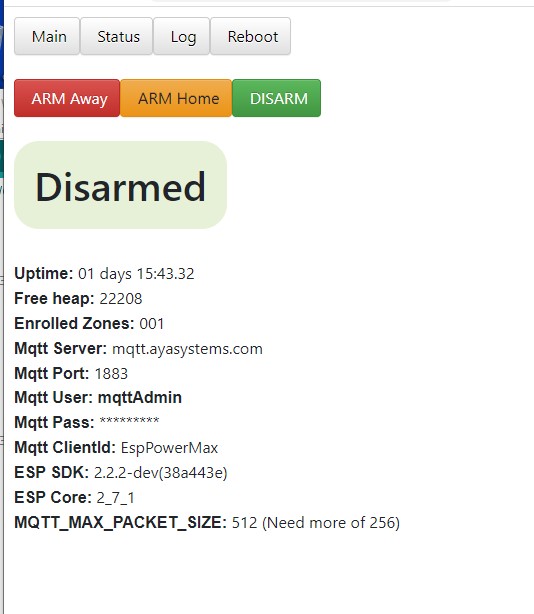 Main Status Log Reboot
ARM Away ARM Home DISARM
Disarmed
Uptime: 01 days 15:43.32
Free heap: 22208
Enrolled Zones: 001
Mqtt Server: mqtt.ayasystems.com
Mqtt Port: 1883
Mqtt User: mqttAdmin
Mqtt Pass: *********
Mqtt ClientId: EspPowerMax
ESP SDK: 2.2.2-dev(38a443e)
ESP Core: 2_7_1
MQTT_MAX_PACKET_SIZE: 512 (Need more of 256)